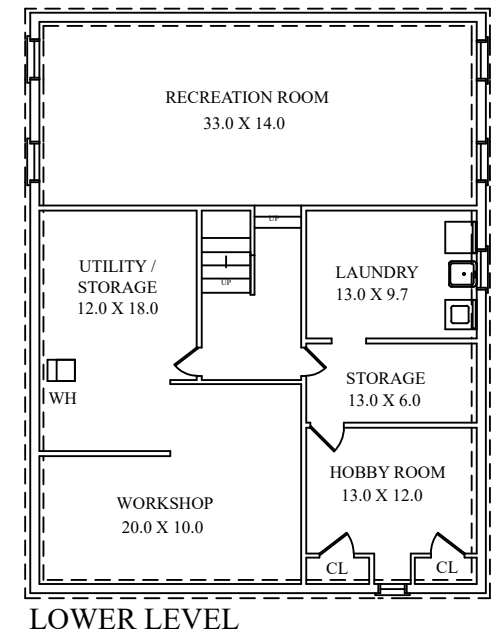 RECREATION ROOM
33.0 X 14.0
UP
UTILITY /
STORAGE
12.0 X 18.0
UP
LAUNDRY
13.0 X 9.7
WH
STORAGE
13.0 X 6.0
WORKSHOP
20.0 X 10.0
HOBBY ROOM
13.0 X 12.0
CL
CL
LOWER LEVEL